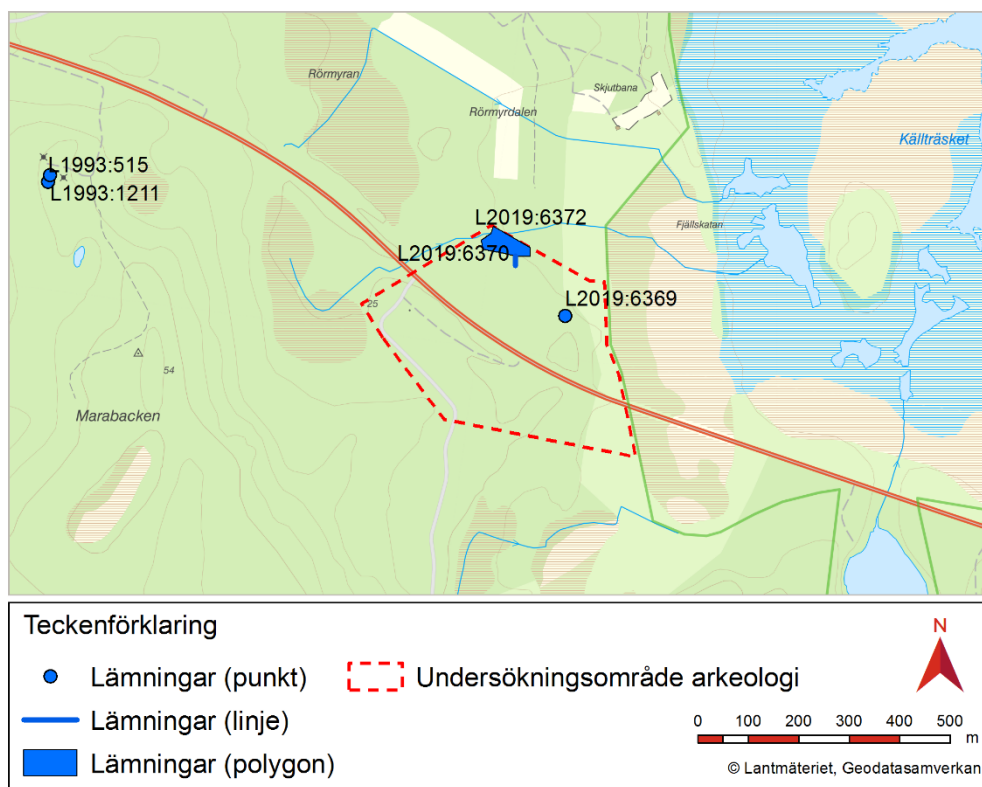 Rörmyran
Skjutbana
Rörmyrdalen
Källträsket
L1993:515
L1993:1211
L2019:6372
Fjällskatan
L2019:6370
L2019:6369
25
54
Marabacken
Teckenförklaring
Lämningar (punkt)
Undersökningsområde arkeologi
Lämningar (linje)
Lämningar (polygon)
N
0 100 200 300 400 500
m
© Lantmäteriet, Geodatasamverkan